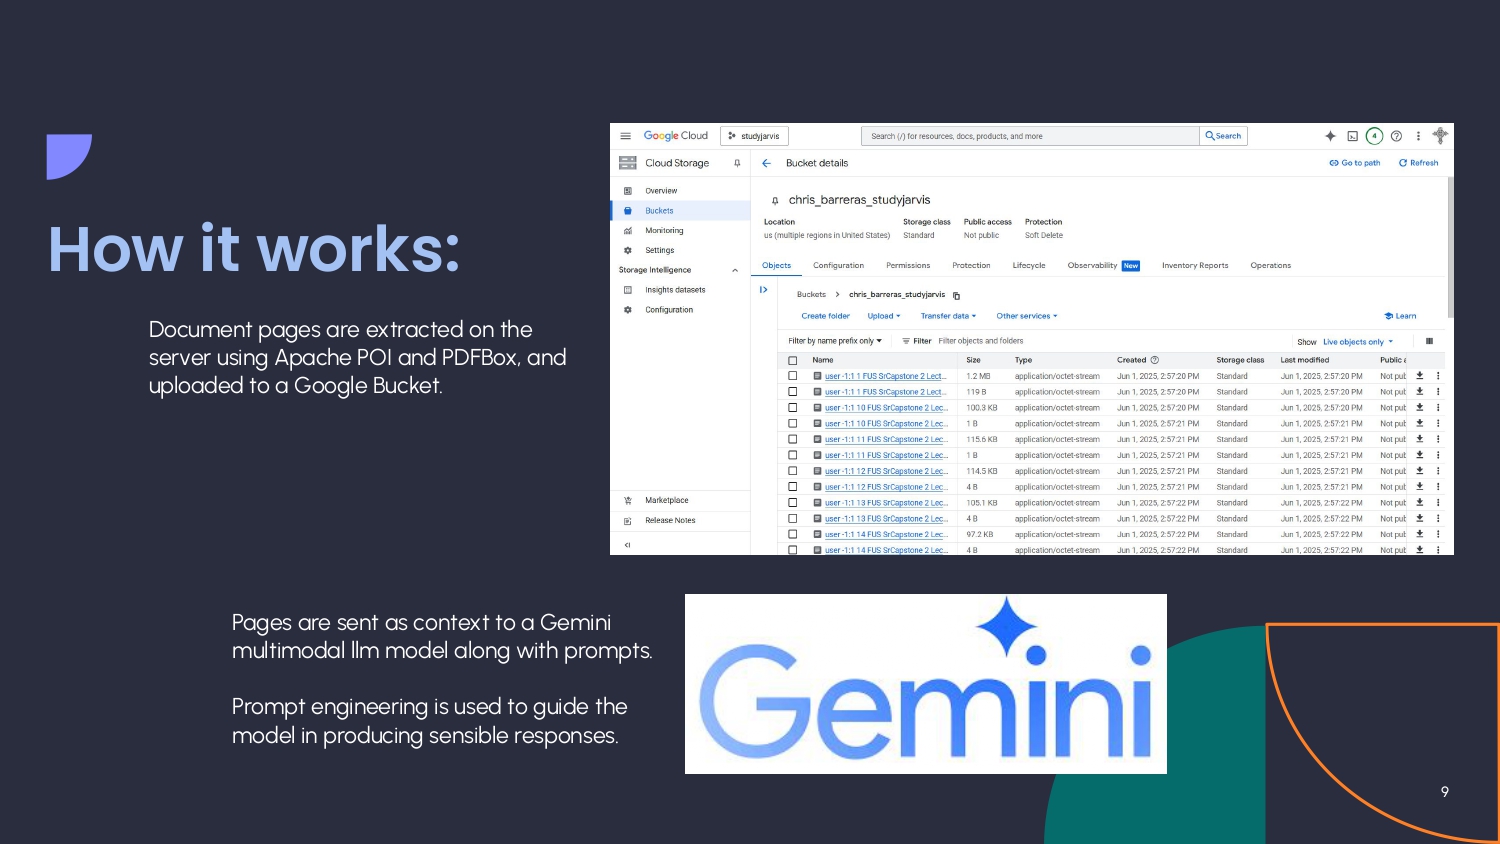 How it works:
Document pages are extracted on the
server using Apache POI and PDFBox, and
uploaded to a Google Bucket.
Google Cloud
studyjarvis
Search (/) for resources, docs, products, and more
Search
4
Cloud Storage
Bucket details
Go to path
Refresh
Overview
Buckets
Monitoring
Settings
Storage Intelligence
Insights datasets
Configuration
Marketplace
Release Notes
chris_barreras_studyjarvis
Location Storage class Public access Protection
us (multiple regions in United States) Standard Not public Soft Delete
Objects Configuration Permissions Protection Lifecycle Observability New Inventory Reports Operations
Buckets > chris_barreras_studyjarvis
Create folder Upload Transfer data Other services Learn
Filter by name prefix only Filter Filter objects and folders Show Live objects only
Name Size Type Created Storage class Last modified Public a
user-1:1 1 FUS SrCapstone 2 Lect... 1.2 MB application/octet-stream Jun 1, 2025, 2:57:20 PM Standard Jun 1, 2025, 2:57:20 PM Not pub
user-1:1 1 FUS SrCapstone 2 Lect... 119 B application/octet-stream Jun 1, 2025, 2:57:20 PM Standard Jun 1, 2025, 2:57:20 PM Not pub
user-1:1 10 FUS SrCapstone 2 Lec... 100.3 KB application/octet-stream Jun 1, 2025, 2:57:20 PM Standard Jun 1, 2025, 2:57:20 PM Not pub
user-1:1 10 FUS SrCapstone 2 Lec... 1 B application/octet-stream Jun 1, 2025, 2:57:21 PM Standard Jun 1, 2025, 2:57:21 PM Not pub
user-1:1 11 FUS SrCapstone 2 Lec... 115.6 KB application/octet-stream Jun 1, 2025, 2:57:21 PM Standard Jun 1, 2025, 2:57:21 PM Not pub
user-1:1 11 FUS SrCapstone 2 Lec... 1 B application/octet-stream Jun 1, 2025, 2:57:21 PM Standard Jun 1, 2025, 2:57:21 PM Not pub
user-1:1 12 FUS SrCapstone 2 Lec... 114.5 KB application/octet-stream Jun 1, 2025, 2:57:21 PM Standard Jun 1, 2025, 2:57:21 PM Not pub
user-1:1 12 FUS SrCapstone 2 Lec... 4 B application/octet-stream Jun 1, 2025, 2:57:21 PM Standard Jun 1, 2025, 2:57:21 PM Not pub
user-1:1 13 FUS SrCapstone 2 Lec... 105.1 KB application/octet-stream Jun 1, 2025, 2:57:22 PM Standard Jun 1, 2025, 2:57:22 PM Not pub
user-1:1 13 FUS SrCapstone 2 Lec... 4 B application/octet-stream Jun 1, 2025, 2:57:22 PM Standard Jun 1, 2025, 2:57:22 PM Not pub
user-1:1 14 FUS SrCapstone 2 Lec... 97.2 KB application/octet-stream Jun 1, 2025, 2:57:22 PM Standard Jun 1, 2025, 2:57:22 PM Not pub
user-1:1 14 FUS SrCapstone 2 Lec... 4 B application/octet-stream Jun 1, 2025, 2:57:22 PM Standard Jun 1, 2025, 2:57:22 PM Not pub
Pages are sent as context to a Gemini
multimodal llm model along with prompts.
Prompt engineering is used to guide the
model in producing sensible responses.
Gemini
9